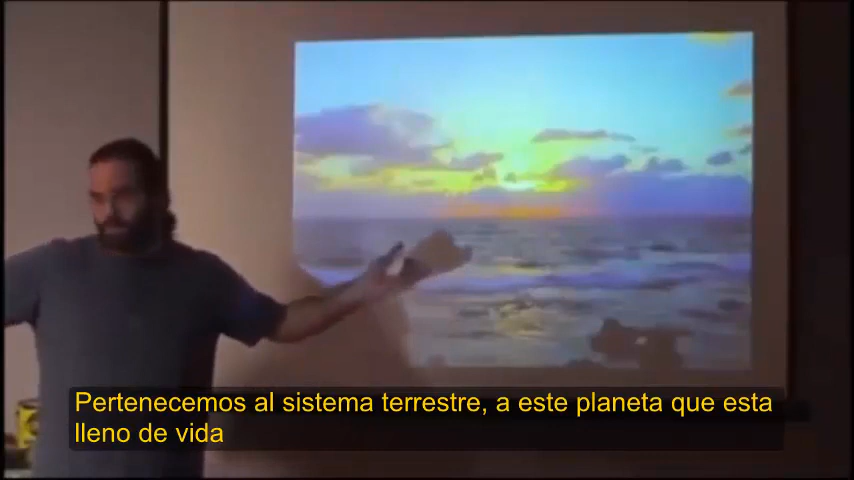 Pertenecemos al sistema terrestre, a este planeta que esta
lleno de vida